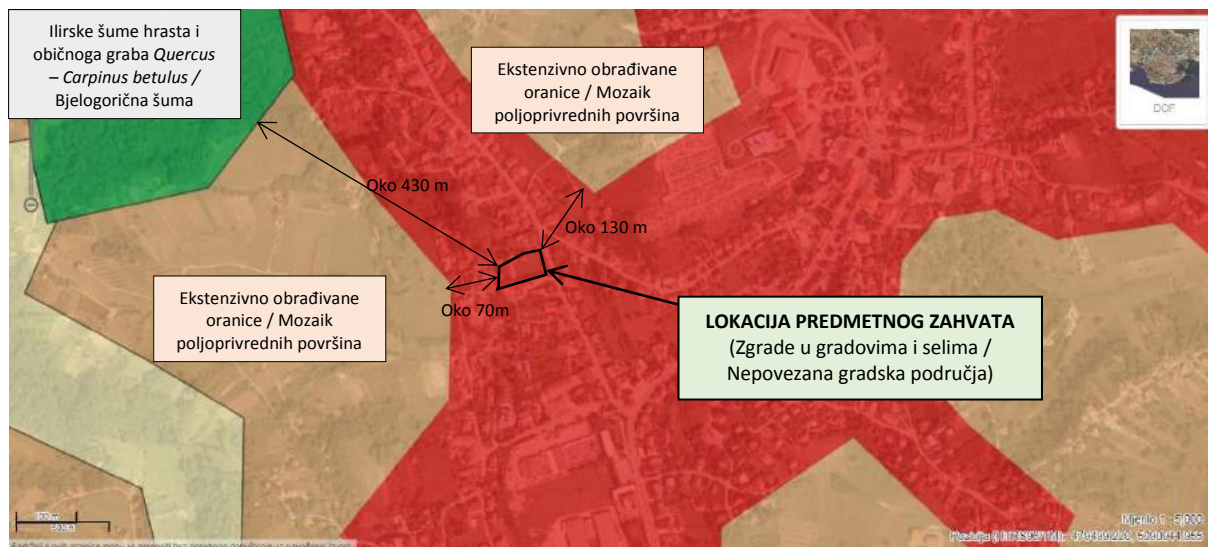 Ilirske šume hrasta i
običnoga graba Quercus
– Carpinus betulus /
Bjelogorična šuma
Ekstenzivno obrađivane
oranice / Mozaik
poljoprivrednih površina
DOF
Oko 430 m
Oko 130 m
Oko 70m
Ekstenzivno obrađivane
oranice / Mozaik
poljoprivrednih površina
LOKACIJA PREDMETNOG ZAHVATA
(Zgrade u gradovima i selima /
Nepovezana gradska područja)
Mjerilo 1 : 5,000